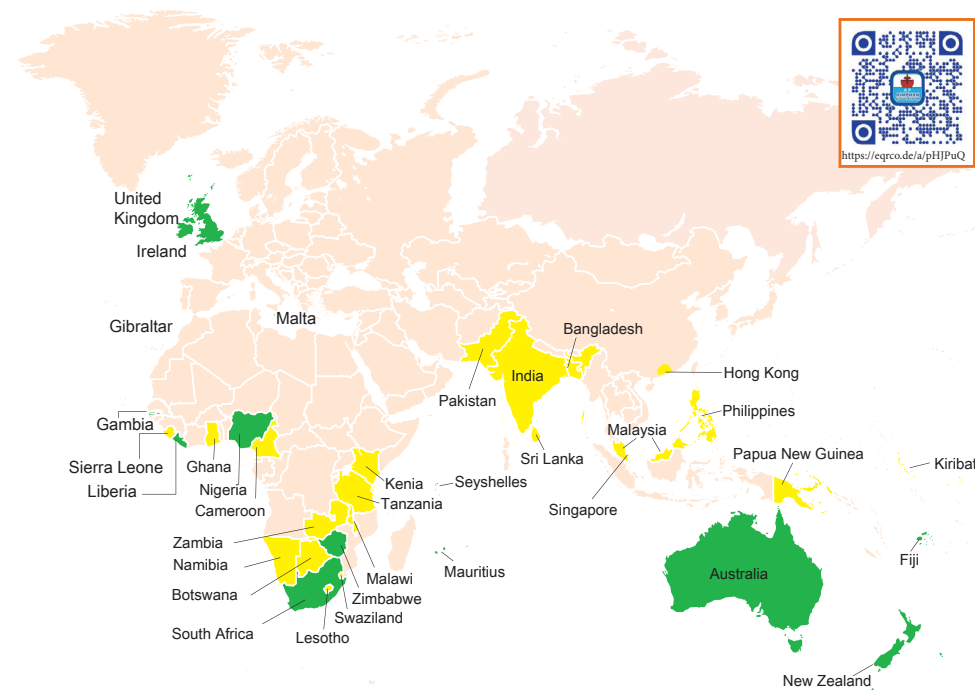 https://eqrco.de/a/pHJPuQ
United
Kingdom
Ireland
Gibraltar
Malta
Bangladesh
India
Pakistan
Hong Kong
Philippines
Malaysia
Sri Lanka
Papua New Guinea
Kiribat
Singapore
Gambia
Sierra Leone
Liberia
Ghana
Nigeria
Cameroon
Kenia
Seyshelles
Tanzania
Zambia
Namibia
Botswana
South Africa
Lesotho
Swaziland
Zimbabwe
Malawi
Mauritius
Fiji
Australia
New Zealand